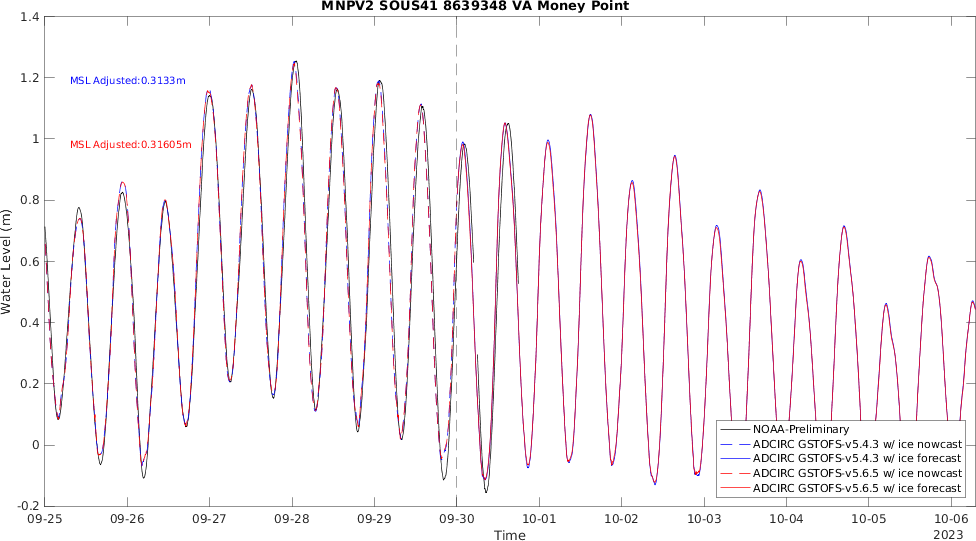 MNPV2 SOUS41 8639348 VA Money Point
1.4
1.2
1
0.8
0.6
0.4
0.2
0
-0.2
Water Level (m)
MSL Adjusted:0.3133m
MSL Adjusted:0.31605m
NOAA-Preliminary
ADCIRC GSTOFS-v5.4.3 w/ ice nowcast
ADCIRC GSTOFS-v5.4.3 w/ ice forecast
ADCIRC GSTOFS-v5.6.5 w/ ice nowcast
ADCIRC GSTOFS-v5.6.5 w/ ice forecast
09-25 09-26 09-27 09-28 09-29 09-30 10-01 10-02 10-03 10-04 10-05 10-06
Time
2023